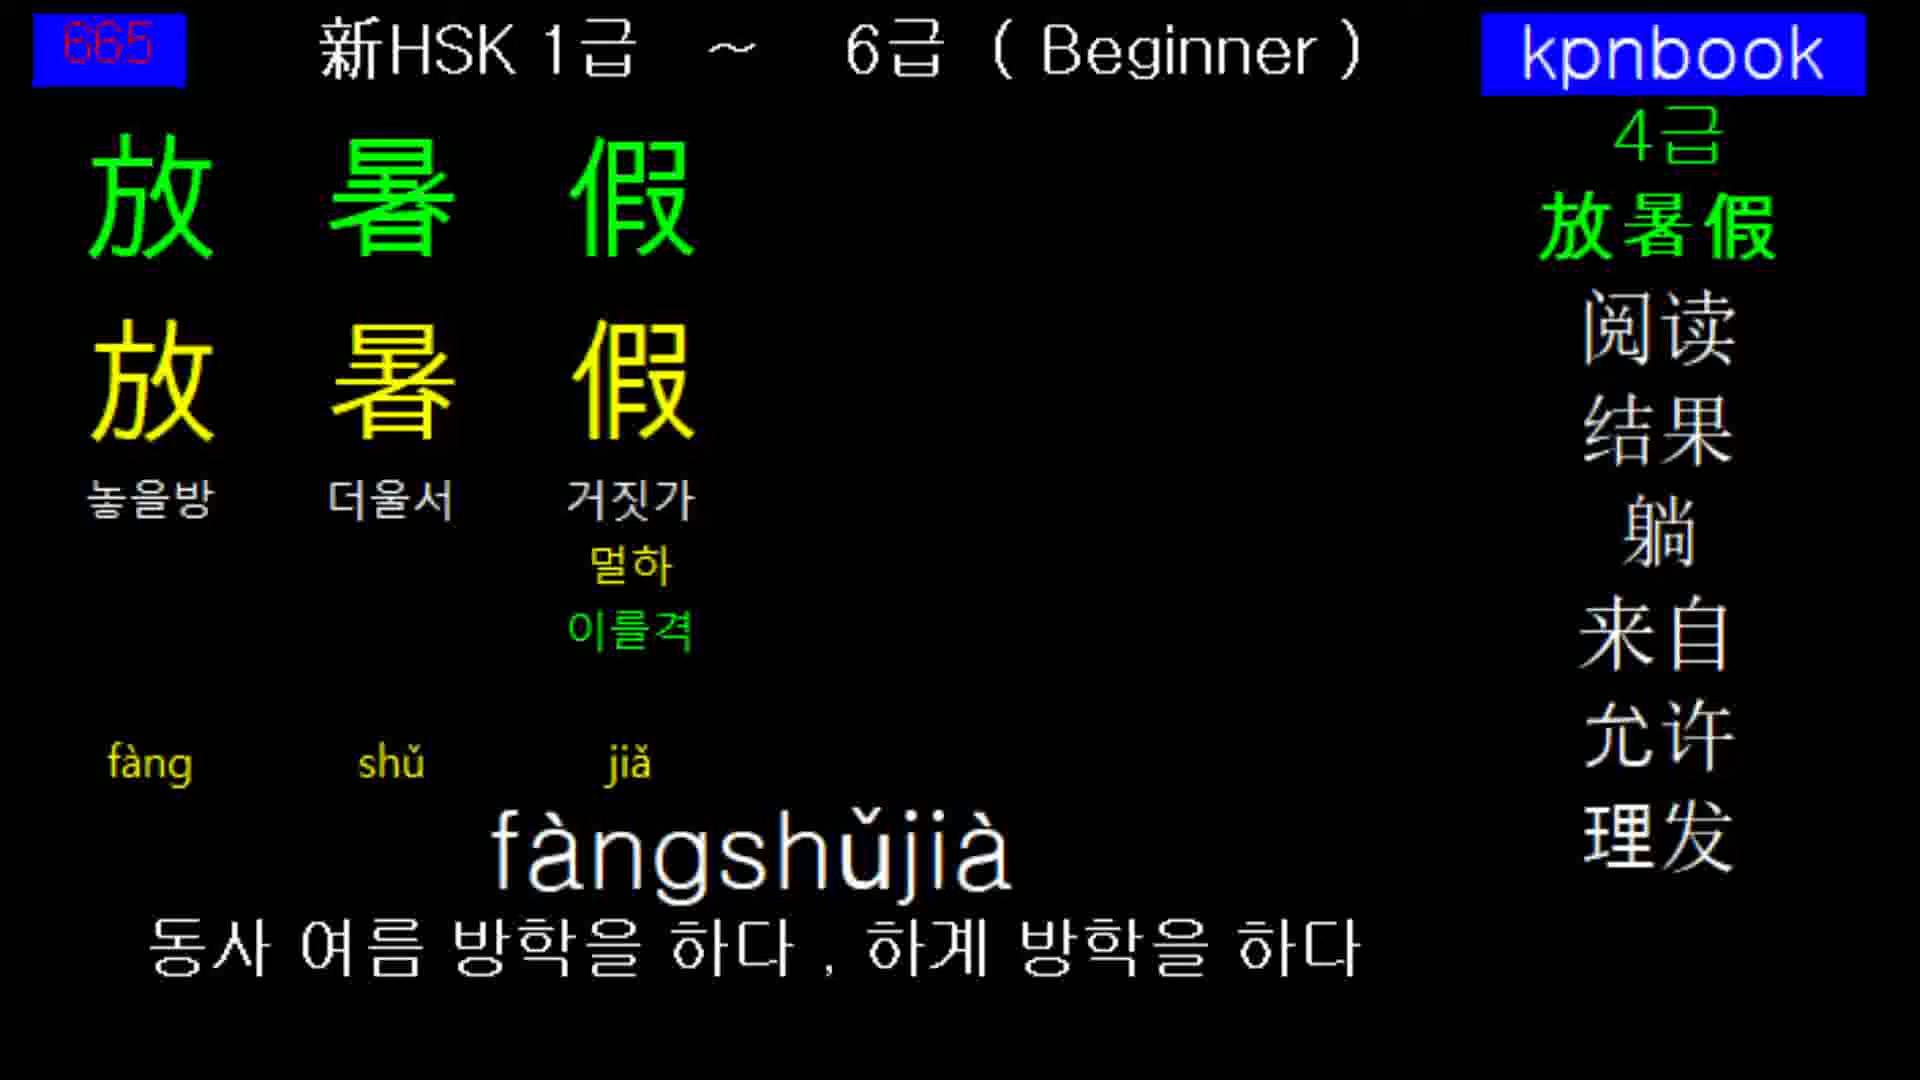 665 新HSK 1급 ～ 6급 ( Beginner ) kpnbook
4급
放暑假
放 暑 假
阅读
放 暑 假
结果
놓을방 더울서 거짓가
躺
멀하
이를격
来自
允许
fàng shǔ jiǎ
理发
fàngshǔjià
동사 여름 방학을 하다 , 하계 방학을 하다